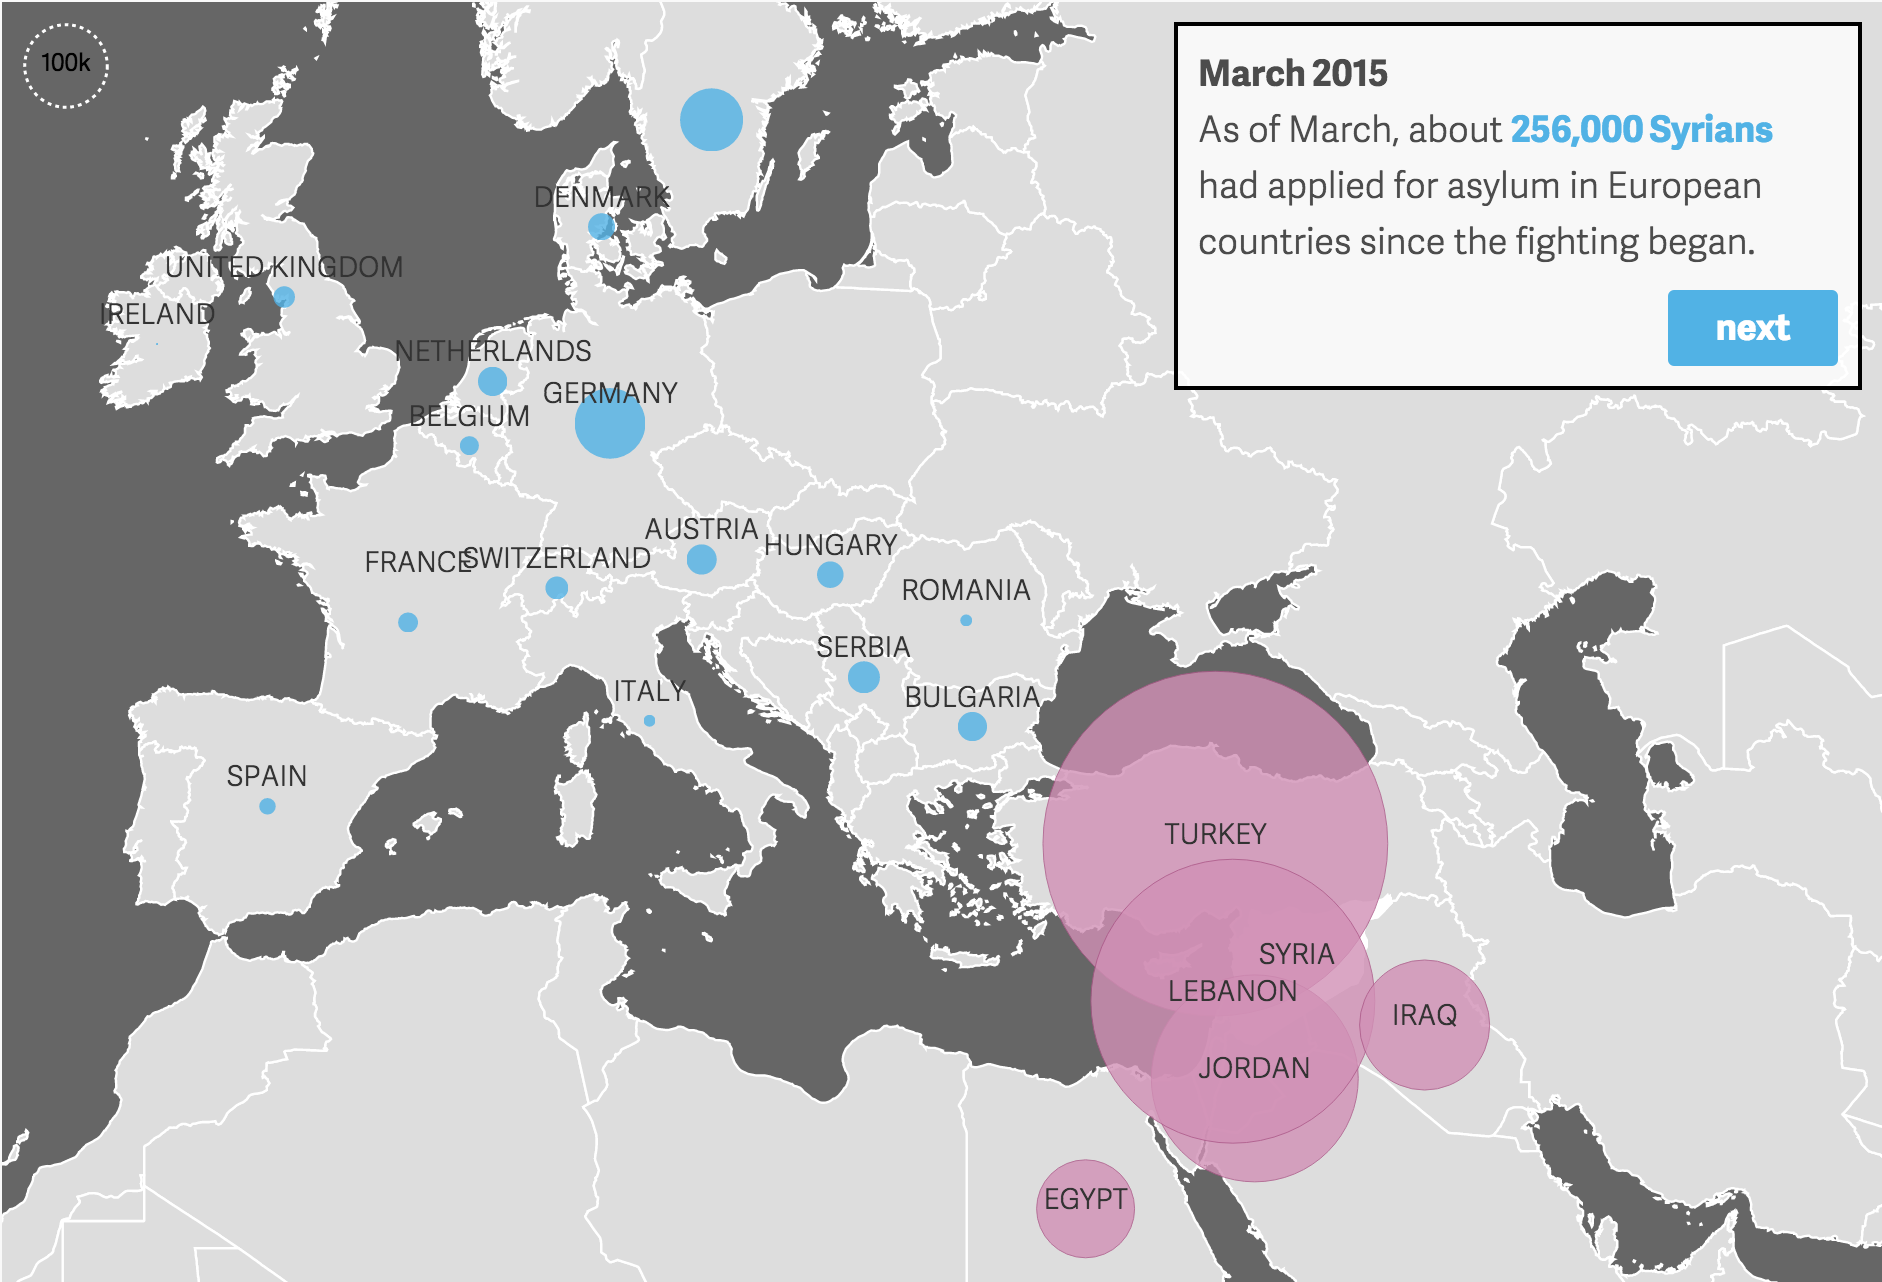 100k
March 2015
As of March, about 256,000 Syrians
had applied for asylum in European
countries since the fighting began.
next
DENMARK
UNITED KINGDOM
IRELAND
NETHERLANDS
GERMANY
BELGIUM
AUSTRIA
HUNGARY
FRANCE
SWITZERLAND
ROMANIA
SERBIA
ITALY
BULGARIA
SPAIN
TURKEY
SYRIA
LEBANON
IRAQ
JORDAN
EGYPT